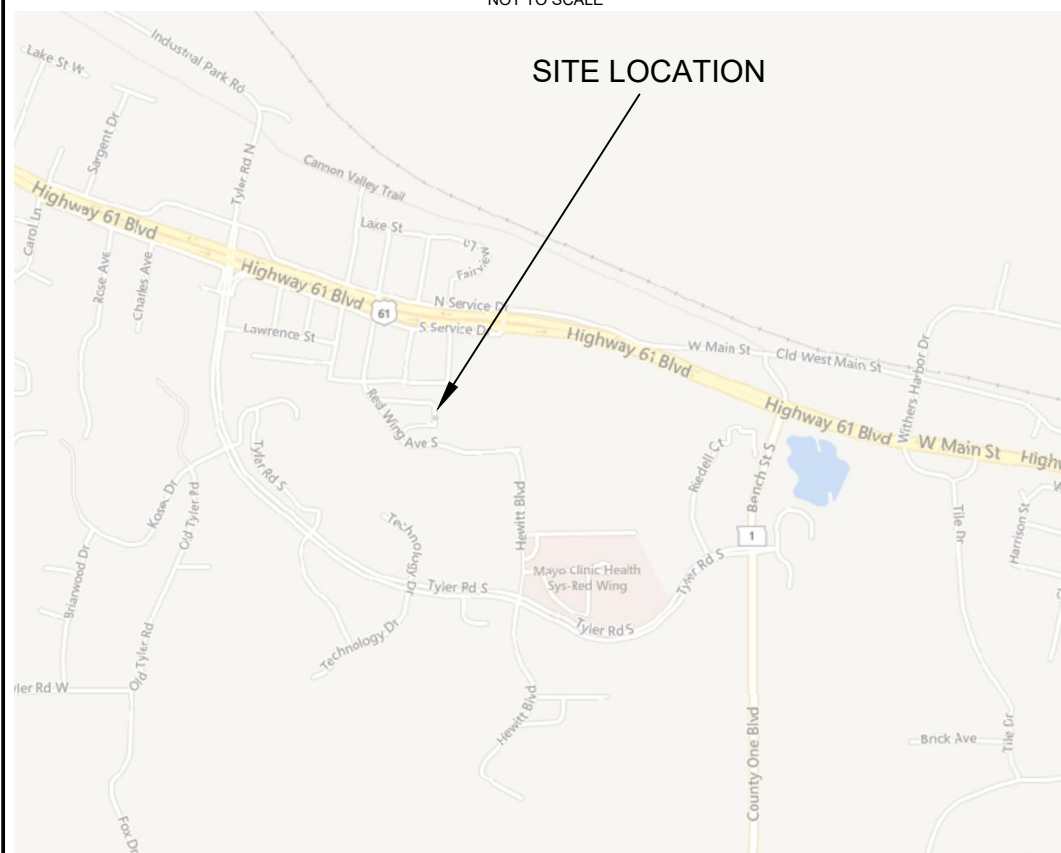 NOT TO SCALE
SITE LOCATION
Industrial Park Rd
Lake St W
Sargent Dr
Tyler Rd N
Cannon Valley Trail
Highway 61 Blvd
Carol Ln
Lake St
Fairview
Rose Ave
Charles Ave
Highway 61 Blvd
61
N Service Dr
S Service D
Lawrence St
Highway 61 Blvd
W Main St
Old West Main St
Withers Harbor Dr
Red Wing
Ave S
Highway 61 Blvd
W Main St
High
Tyler Rd S
Riedell Ct
Bench St S
Kosec Dr
Old Tyler Rd
Technology Dr
Hewitt Blvd
1
Tile Dr
Harrison St
Mayo Clinic Health
Sys-Red Wing
Briarwood Dr
Tyler Rd S
Tyler Rd S
Tyler Rd S
Old Tyler Rd
Technology Dr
yler Rd W
Hewitt Blvd
County One Blvd
Brick Ave
Tile Dr
Fox Dr